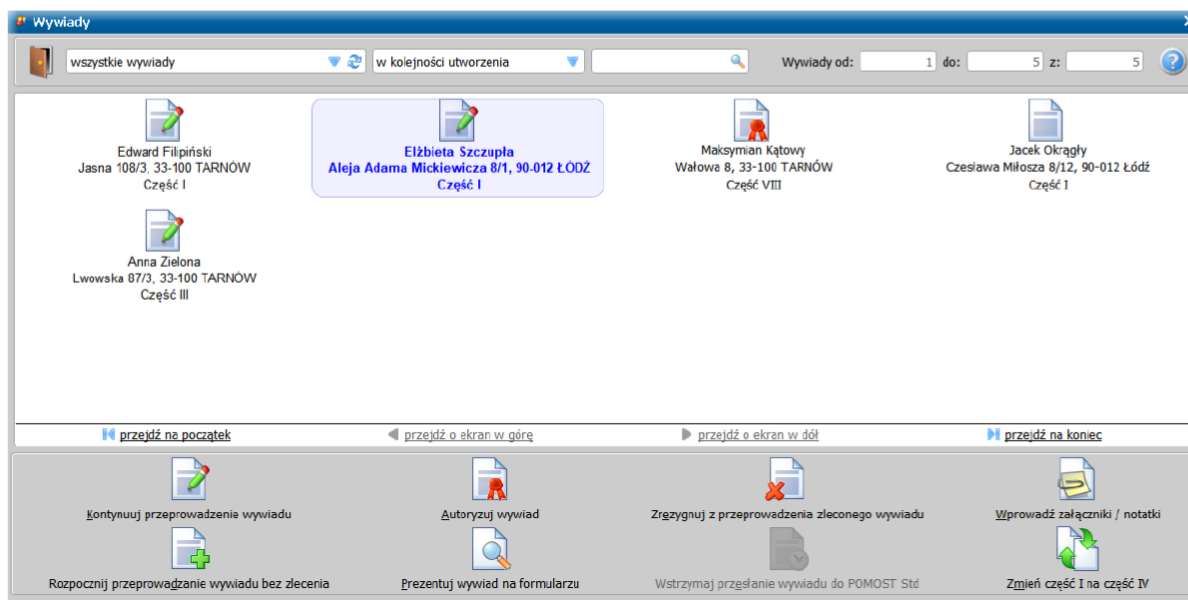 Wywiady
wszystkie wywiady w kolejności utworzenia Wywiady od: 1 do: 5 z: 5
Edward Filipiński
Jasna 108/3, 33-100 TARNÓW
Część I
Elżbieta Szczupła
Aleja Adama Mickiewicza 8/1, 90-012 ŁÓDŹ
Część I
Maksymian Kątowy
Wałowa 8, 33-100 TARNÓW
Część VIII
Jacek Okrągły
Czesława Miłosza 8/12, 90-012 Łódź
Część I
Anna Zielona
Lwowska 87/3, 33-100 TARNÓW
Część III
przejdź na początek przejdź o ekran w górę przejdź o ekran w dół przejdź na koniec
Kontynuuj przeprowadzenie wywiadu Autoryzuj wywiad Zrezygnuj z przeprowadzenia zleconego wywiadu Wprowadź załączniki / notatki
Rozpocznij przeprowadzanie wywiadu bez zlecenia Prezentuj wywiad na formularzu Wstrzymaj przesłanie wywiadu do POMOST Std Zmień część I na część IV